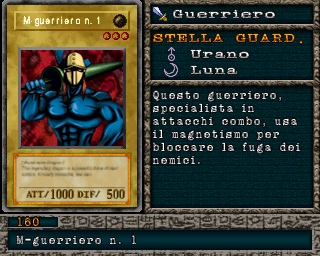 M-guerriero n. 1
ATT/1000 DIF/ 500
Guerriero
STELLA GUARD.
Urano
Luna
Questo guerriero,
specialista in
attacchi combo, usa
il magnetismo per
bloccare la fuga dei
nemici.
160
M-guerriero n. 1